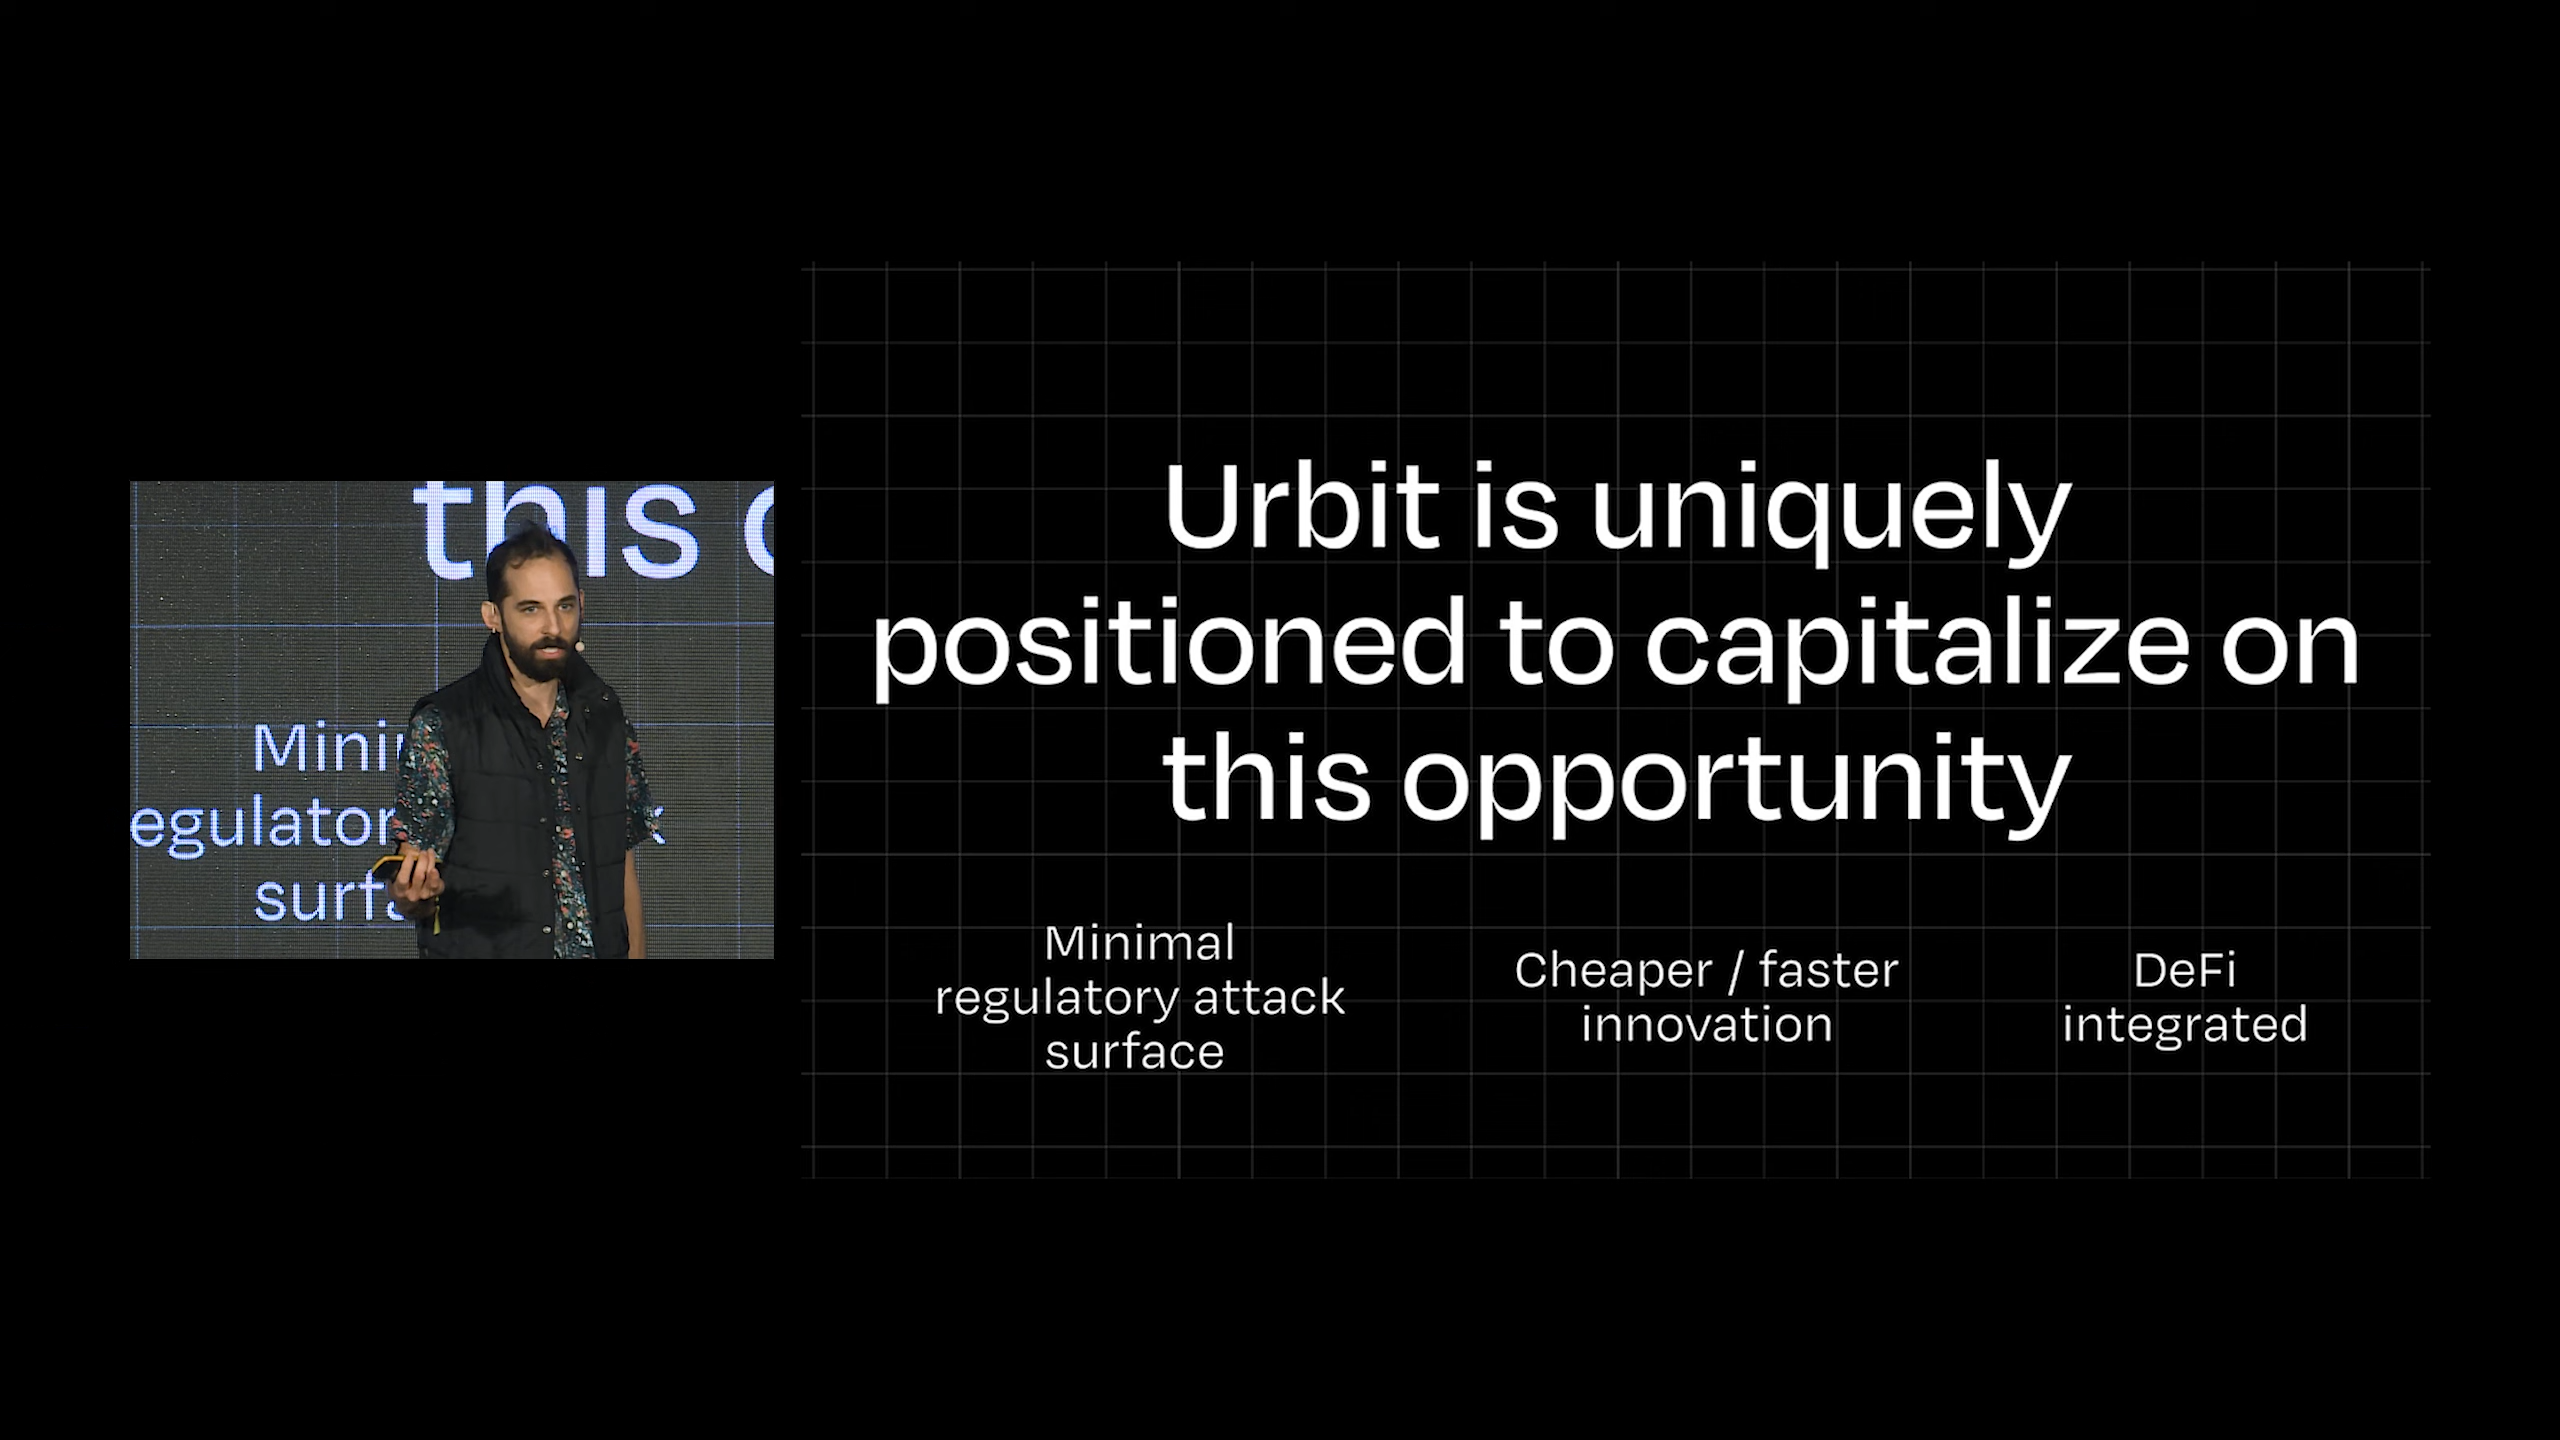 this
Mini
egulator
surfa
Urbit is uniquely
positioned to capitalize on
this opportunity
Minimal
regulatory attack
surface
Cheaper / faster
innovation
DeFi
integrated